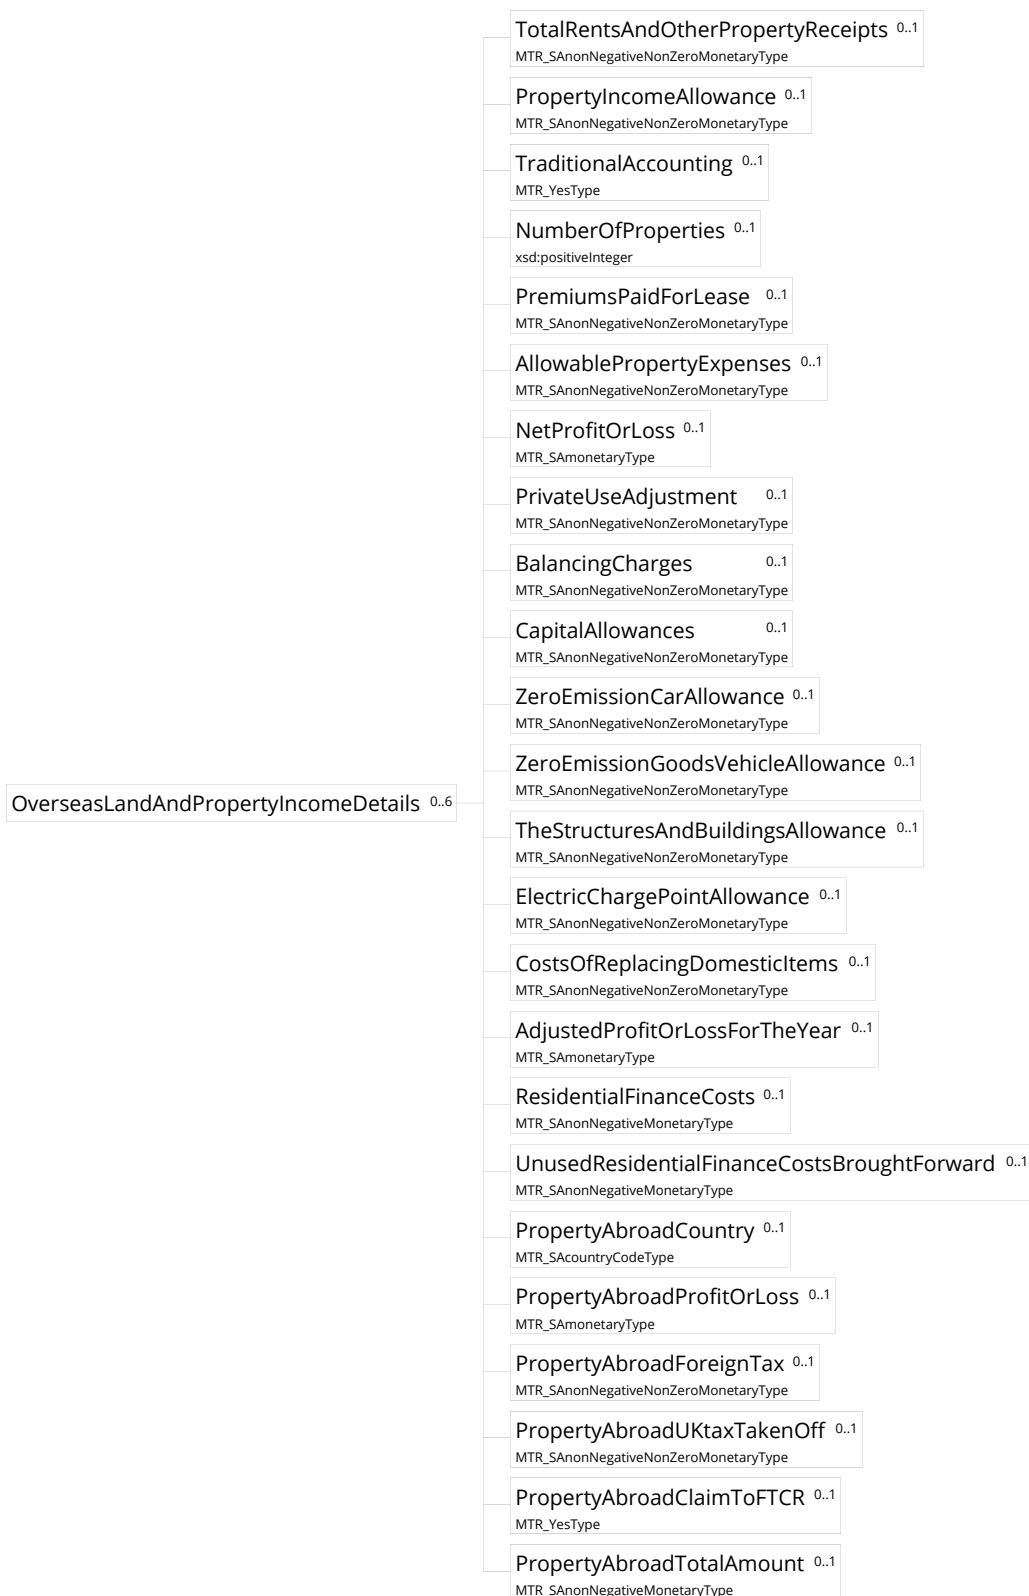 TotalRentsAndOtherPropertyReceipts 0..1
MTR_SAnonNegativeNonZeroMonetaryType
PropertyIncomeAllowance 0..1
MTR_SAnonNegativeNonZeroMonetaryType
TraditionalAccounting 0..1
MTR_YesType
NumberOfProperties 0..1
xsd:positiveInteger
PremiumsPaidForLease 0..1
MTR_SAnonNegativeNonZeroMonetaryType
AllowablePropertyExpenses 0..1
MTR_SAnonNegativeNonZeroMonetaryType
NetProfitOrLoss 0..1
MTR_SAmonetaryType
PrivateUseAdjustment 0..1
MTR_SAnonNegativeNonZeroMonetaryType
BalancingCharges 0..1
MTR_SAnonNegativeNonZeroMonetaryType
CapitalAllowances 0..1
MTR_SAnonNegativeNonZeroMonetaryType
ZeroEmissionCarAllowance 0..1
MTR_SAnonNegativeNonZeroMonetaryType
ZeroEmissionGoodsVehicleAllowance 0..1
MTR_SAnonNegativeNonZeroMonetaryType
OverseasLandAndPropertyIncomeDetails 0..6
TheStructuresAndBuildingsAllowance 0..1
MTR_SAnonNegativeNonZeroMonetaryType
ElectricChargePointAllowance 0..1
MTR_SAnonNegativeNonZeroMonetaryType
CostsOfReplacingDomesticItems 0..1
MTR_SAnonNegativeNonZeroMonetaryType
AdjustedProfitOrLossForTheYear 0..1
MTR_SAmonetaryType
ResidentialFinanceCosts 0..1
MTR_SAnonNegativeMonetaryType
UnusedResidentialFinanceCostsBroughtForward 0..1
MTR_SAnonNegativeMonetaryType
PropertyAbroadCountry 0..1
MTR_SAcountryCodeType
PropertyAbroadProfitOrLoss 0..1
MTR_SAmonetaryType
PropertyAbroadForeignTax 0..1
MTR_SAnonNegativeNonZeroMonetaryType
PropertyAbroadUKtaxTakenOff 0..1
MTR_SAnonNegativeNonZeroMonetaryType
PropertyAbroadClaimToFTCR 0..1
MTR_YesType
PropertyAbroadTotalAmount 0..1
MTR_SAnonNegativeMonetaryType